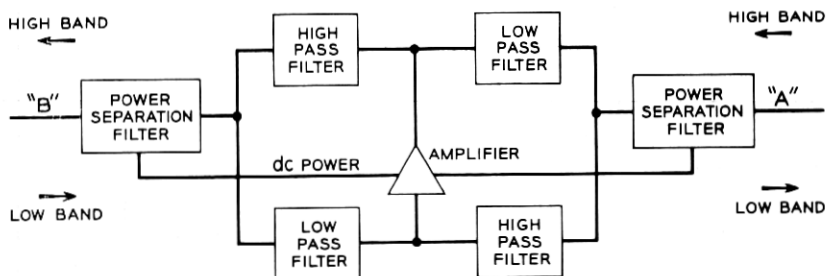 HIGH BAND
HIGH PASS FILTER
LOW PASS FILTER
HIGH BAND
"B"
POWER SEPARATION FILTER
POWER SEPARATION FILTER
"A"
AMPLIFIER
dc POWER
LOW BAND
LOW PASS FILTER
HIGH PASS FILTER
LOW BAND